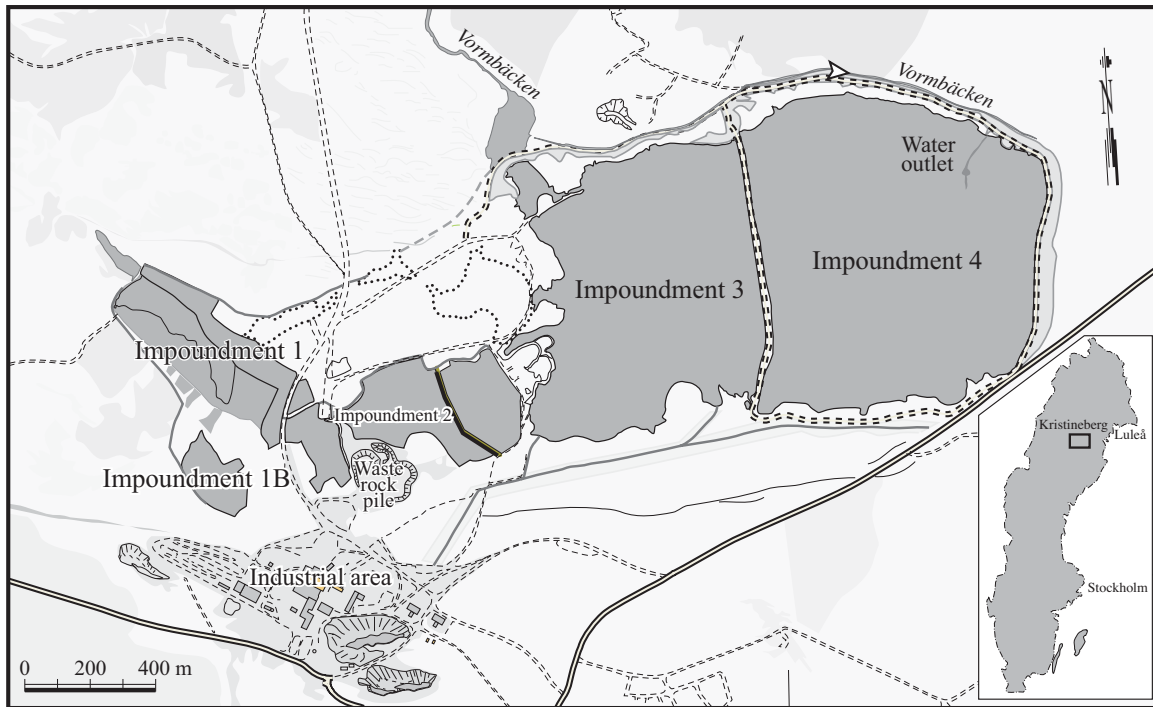 Vormbäcken
Vormbäcken
N
Water
outlet
Impoundment 4
Impoundment 3
Impoundment 1
Impoundment 2
Impoundment 1B
Waste
rock
pile
Industrial area
0 200 400 m
Kristineberg
Luleå
Stockholm